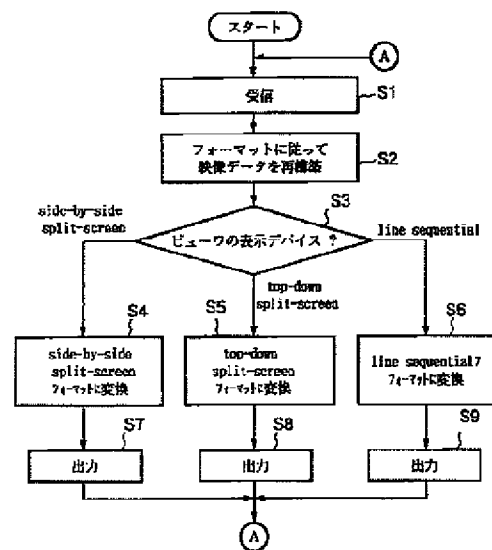 スタート
A
受信
S1
フォーマットに従って
映像データを再構築
S2
S3
ビューワの表示デバイス ?
side-by-side
split-screen
line sequential
top-down
split-screen
S4
side-by-side
split-screen
フォーマットに変換
S5
top-down
split-screen
フォーマットに変換
S6
line sequential7
フォーマットに変換
S7
出力
S8
出力
S9
出力
A